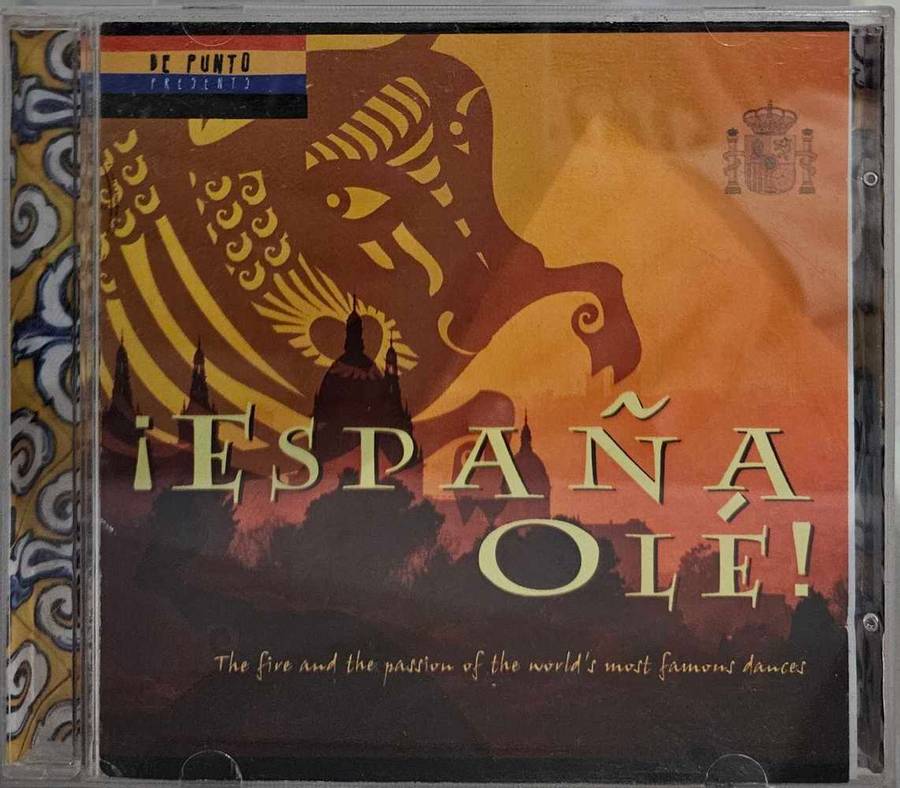 DE PUNTO
PRESENTS
¡ESPAÑA
OLÉ!
The fire and the passion of the world's most famous dances